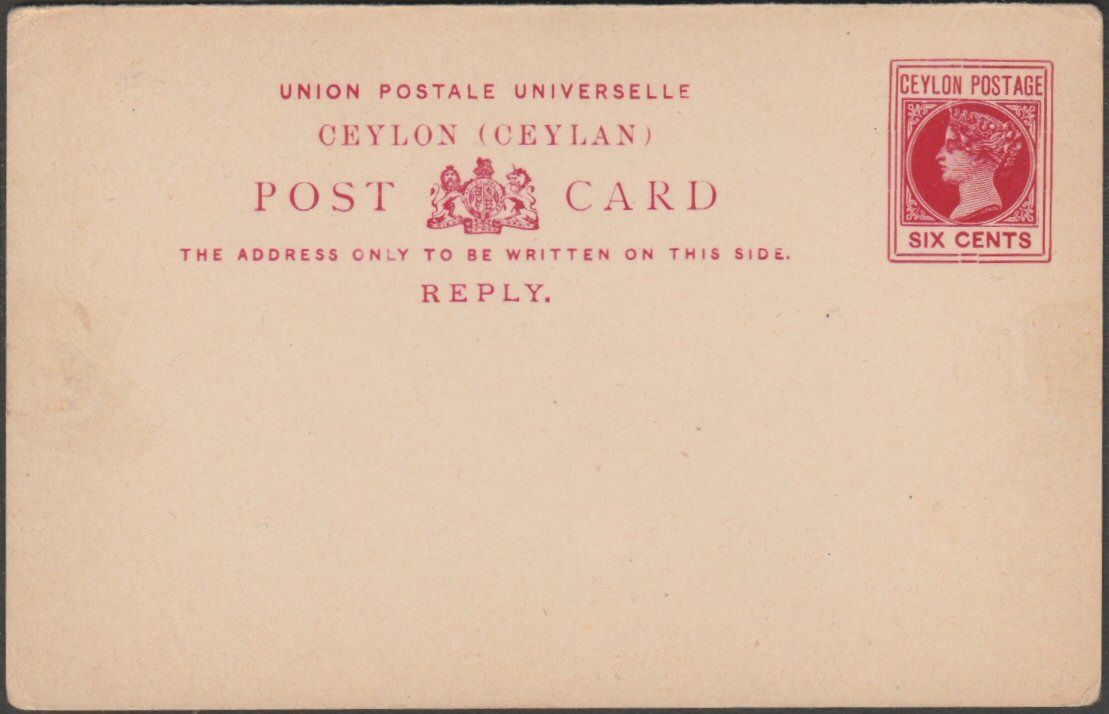 UNION POSTALE UNIVERSELLE
CEYLON (CEYLAN)
POST CARD
THE ADDRESS ONLY TO BE WRITTEN ON THIS SIDE.
REPLY.
CEYLON POSTAGE
SIX CENTS